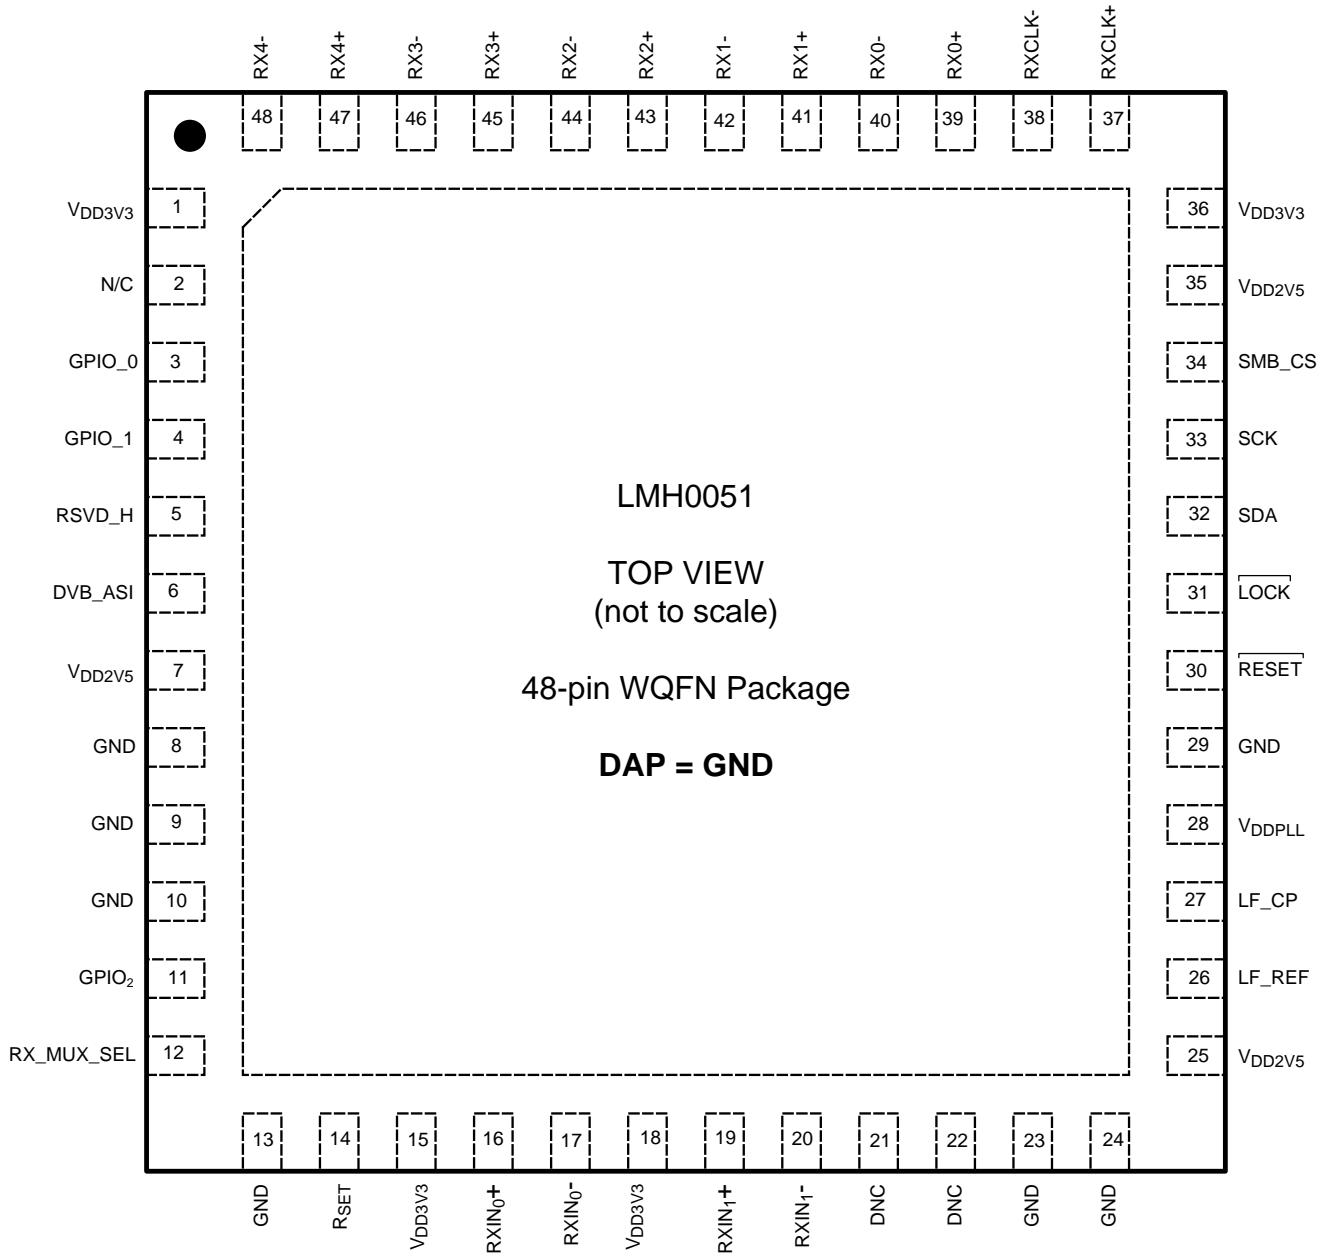 RX4-
RX4+
RX3-
RX3+
RX2-
RX2+
RX1-
RX1+
RX0-
RX0+
RXCLK-
RXCLK+
48 47 46 45 44 43 42 41 40 39 38 37
VDD3V3 1
36 VDD3V3
N/C 2
35 VDD2V5
GPIO_0 3
34 SMB_CS
GPIO_1 4
33 SCK
RSVD_H 5
32 SDA
DVB_ASI 6
31 LOCK
VDD2V5 7
30 RESET
GND 8
29 GND
GND 9
28 VDDPLL
GND 10
27 LF_CP
GPIO2 11
26 LF_REF
RX_MUX_SEL 12
25 VDD2V5
LMH0051
TOP VIEW
(not to scale)
48-pin WQFN Package
DAP = GND
13 14 15 16 17 18 19 20 21 22 23 24
GND
RSET
VDD3V3
RXIN0+
RXIN0-
VDD3V3
RXIN1+
RXIN1-
DNC
DNC
GND
GND